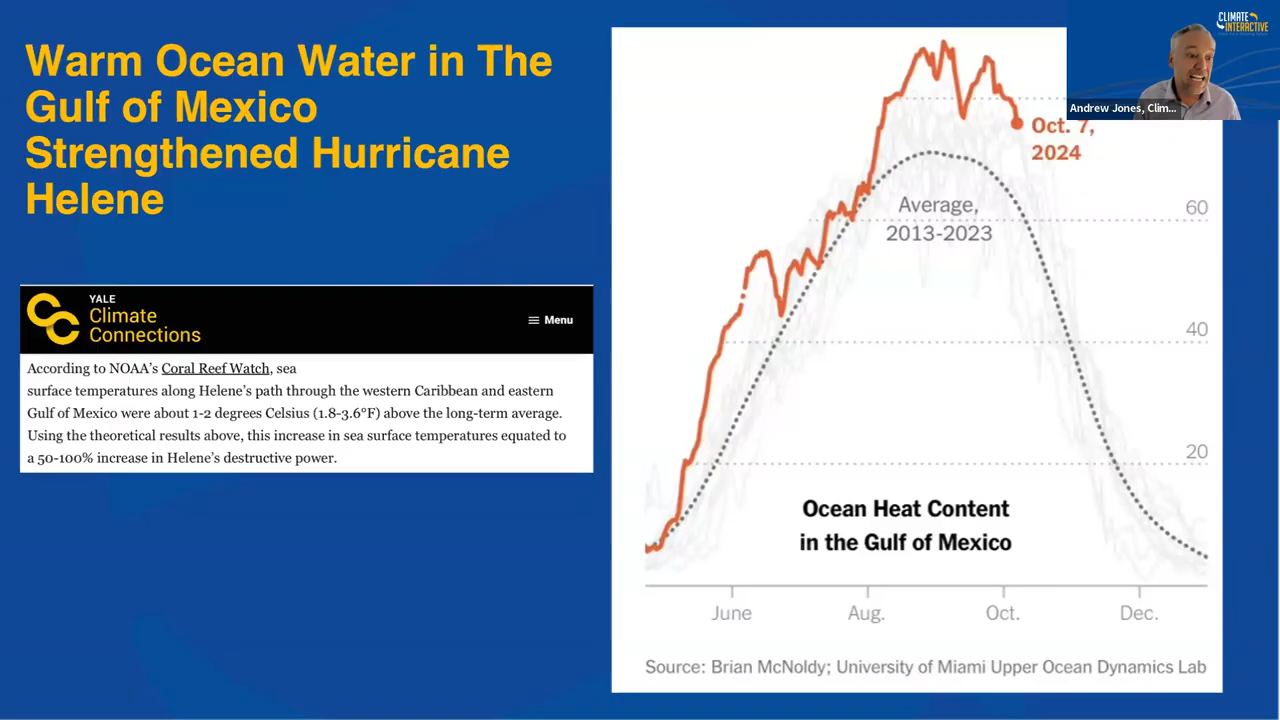 Warm Ocean Water in The
Gulf of Mexico
Strengthened Hurricane
Helene
YALE
Climate
Connections
Menu
According to NOAA's Coral Reef Watch, sea
surface temperatures along Helene's path through the western Caribbean and eastern
Gulf of Mexico were about 1-2 degrees Celsius (1.8-3.6°F) above the long-term average.
Using the theoretical results above, this increase in sea surface temperatures equated to
a 50-100% increase in Helene's destructive power.
Oct. 7,
2024
Average,
2013-2023
60
40
20
Ocean Heat Content
in the Gulf of Mexico
June
Aug.
Oct.
Dec.
Source: Brian McNoldy; University of Miami Upper Ocean Dynamics Lab
CLIMATE
INTERACTIVE
Andrew Jones, Clim...